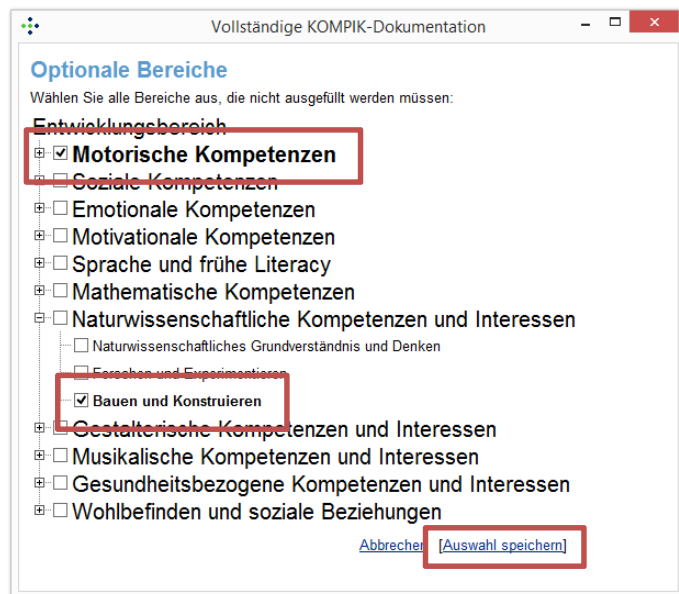 Vollständige KOMPIK-Dokumentation
Optionale Bereiche
Wählen Sie alle Bereiche aus, die nicht ausgefüllt werden müssen:
Entwicklungsbereich
Motorische Kompetenzen
Soziale Kompetenzen
Emotionale Kompetenzen
Motivationale Kompetenzen
Sprache und frühe Literacy
Mathematische Kompetenzen
Naturwissenschaftliche Kompetenzen und Interessen
Naturwissenschaftliches Grundverständnis und Denken
Forschen und Experimentieren
Bauen und Konstruieren
Gestalterische Kompetenzen und Interessen
Musikalische Kompetenzen und Interessen
Gesundheitsbezogene Kompetenzen und Interessen
Wohlbefinden und soziale Beziehungen
Abbrechen [Auswahl speichern]